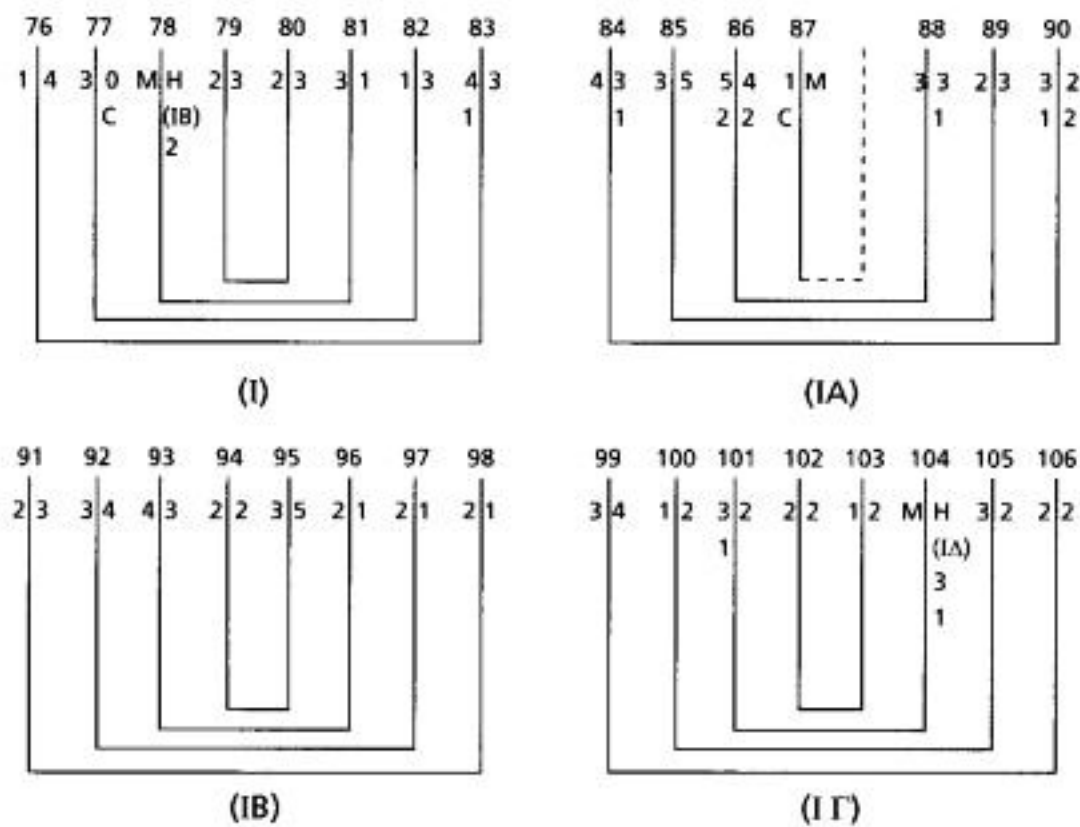 76 77 78 79 80 81 82 83
1 4 3 0 M H 2 3 2 3 3 1 1 3 4 3
C (IB) 1
2
(I)
84 85 86 87 88 89 90
4 3 3 5 5 4 1 M 3 3 2 3 3 2
1 2 2 C 1 1 2
(IA)
91 92 93 94 95 96 97 98
2 3 3 4 4 3 2 2 3 5 2 1 2 1 2 1
(IB)
99 100 101 102 103 104 105 106
3 4 1 2 3 2 2 2 1 2 M H 3 2 2 2
1 (IΔ)
3
1
(I Γ)